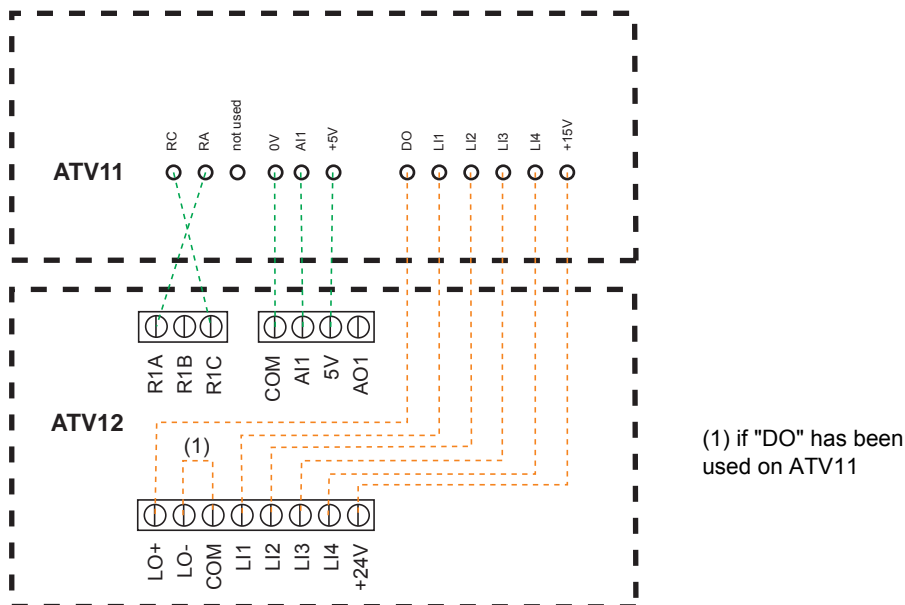 RC
RA
not used
0V
AI1
+5V
DO
LI1
LI2
LI3
LI4
+15V
ATV11
R1A
R1B
R1C
COM
AI1
5V
AO1
ATV12
(1)
(1) if "DO" has been
used on ATV11
LO+
LO-
COM
LI1
LI2
LI3
LI4
+24V